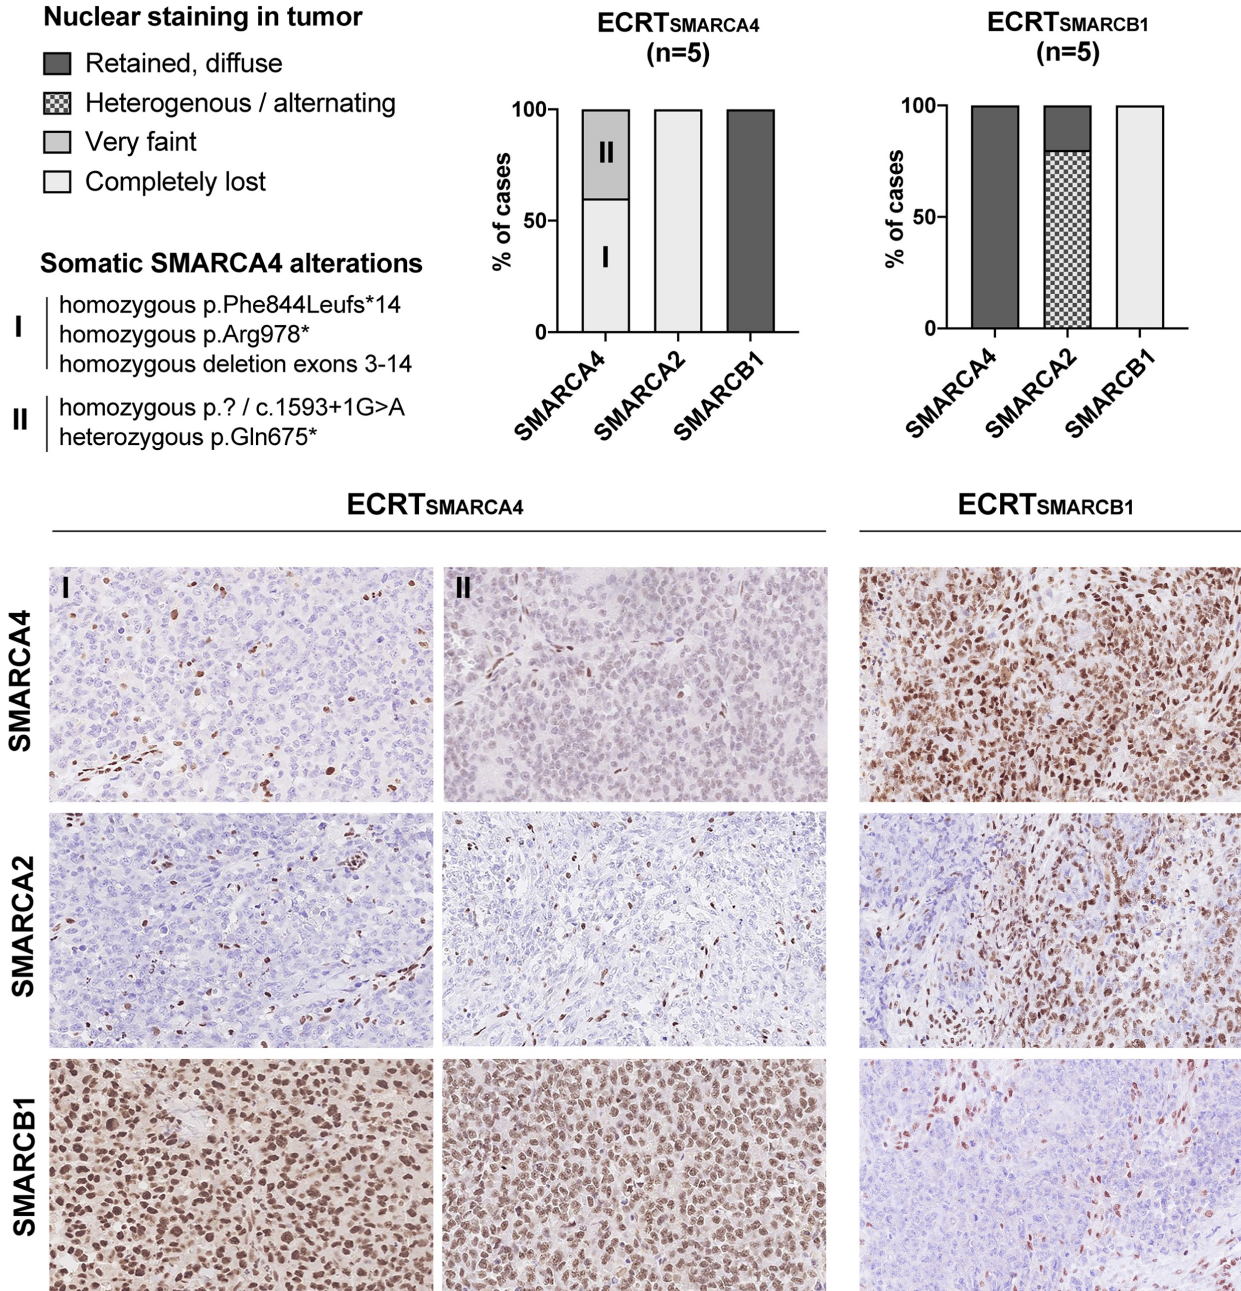 Nuclear staining in tumor
Retained, diffuse
Heterogenous / alternating
Very faint
Completely lost
Somatic SMARCA4 alterations
I
homozygous p.Phe844Leufs*14
homozygous p.Arg978*
homozygous deletion exons 3-14
II
homozygous p.? / c.1593+1G>A
heterozygous p.Gln675*
ECRTSMARCA4
(n=5)
% of cases
100
50
0
II
I
SMARCA4
SMARCA2
SMARCB1
ECRTSMARCB1
(n=5)
% of cases
100
50
0
SMARCA4
SMARCA2
SMARCB1
ECRTSMARCA4
ECRTSMARCB1
I
II
SMARCA4
SMARCA2
SMARCB1